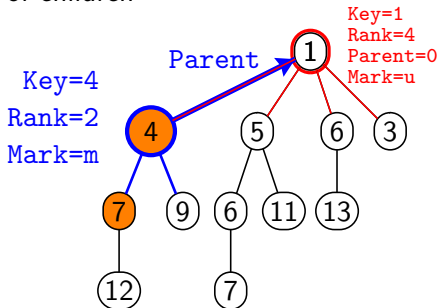 Key=1
Rank=4
Parent=0
Mark=u
1
Parent
Key=4
Rank=2
Mark=m
4
5
6
3
7
9
6
11
13
12
7